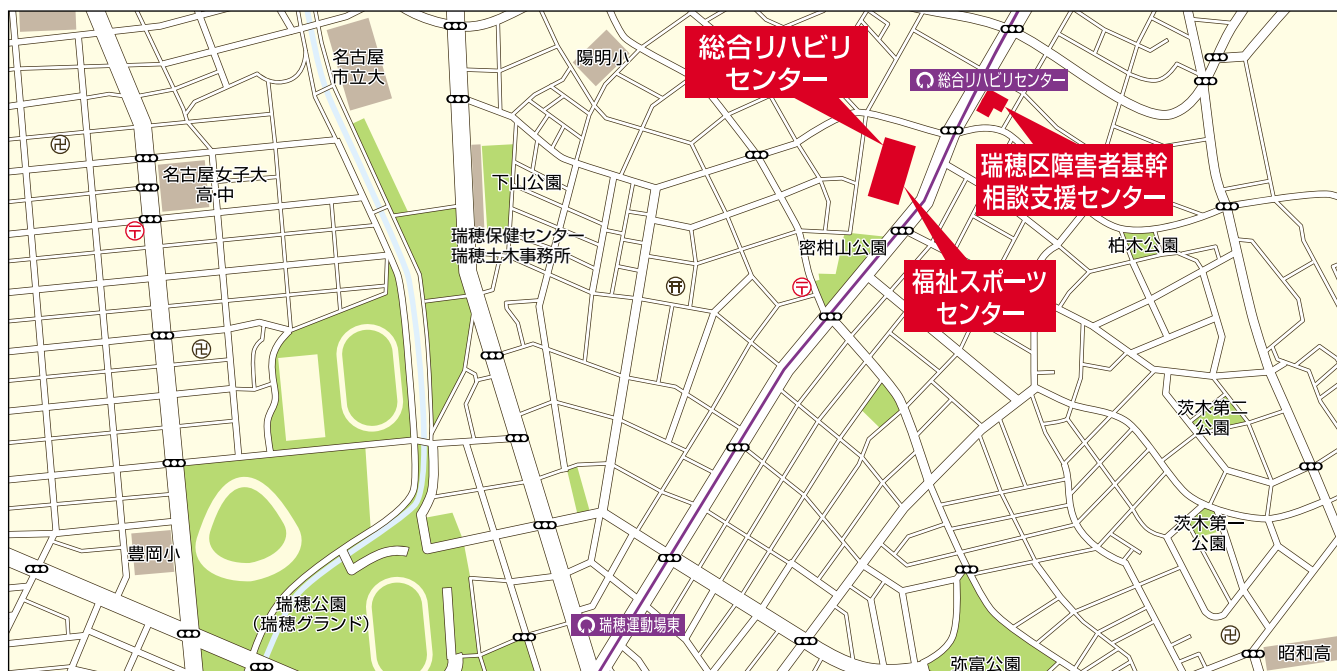 名古屋
市立大
陽明小
総合リハビリ
センター
総合リハビリセンター
名古屋女子大
高・中
下山公園
瑞穂区障害者基幹
相談支援センター
瑞穂保健センター
瑞穂土木事務所
密柑山公園
柏木公園
福祉スポーツ
センター
茨木第二
公園
茨木第一
公園
豊岡小
瑞穂公園
(瑞穂グランド)
瑞穂運動場東
弥富公園
昭和高